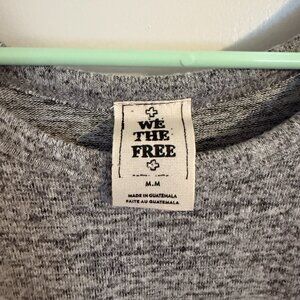 WE
THE
FREE
M.M
MADE IN GUATEMALA
FAITE AU GUATEMALA